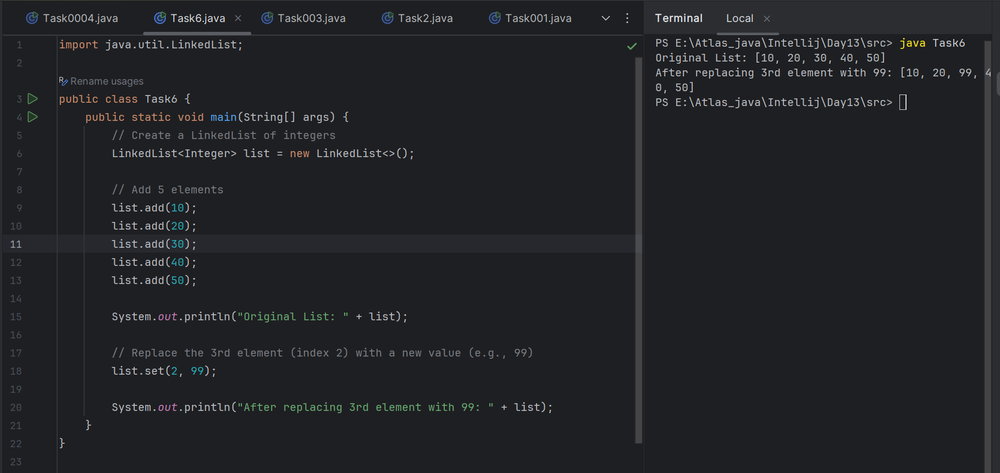 Task0004.java Task6.java Task003.java Task2.java Task001.java
1 import java.util.LinkedList;
2
Rename usages
3 public class Task6 {
4     public static void main(String[] args) {
5         // Create a LinkedList of integers
6         LinkedList<Integer> list = new LinkedList<>();
7
8         // Add 5 elements
9         list.add(10);
10         list.add(20);
11         list.add(30);
12         list.add(40);
13         list.add(50);
14
15         System.out.println("Original List: " + list);
16
17         // Replace the 3rd element (index 2) with a new value (e.g., 99)
18         list.set(2, 99);
19
20         System.out.println("After replacing 3rd element with 99: " + list);
21     }
22 }
23
Terminal Local
PS E:\Atlas_java\Intellij\Day13\src> java Task6
Original List: [10, 20, 30, 40, 50]
After replacing 3rd element with 99: [10, 20, 99, 4
0, 50]
PS E:\Atlas_java\Intellij\Day13\src>